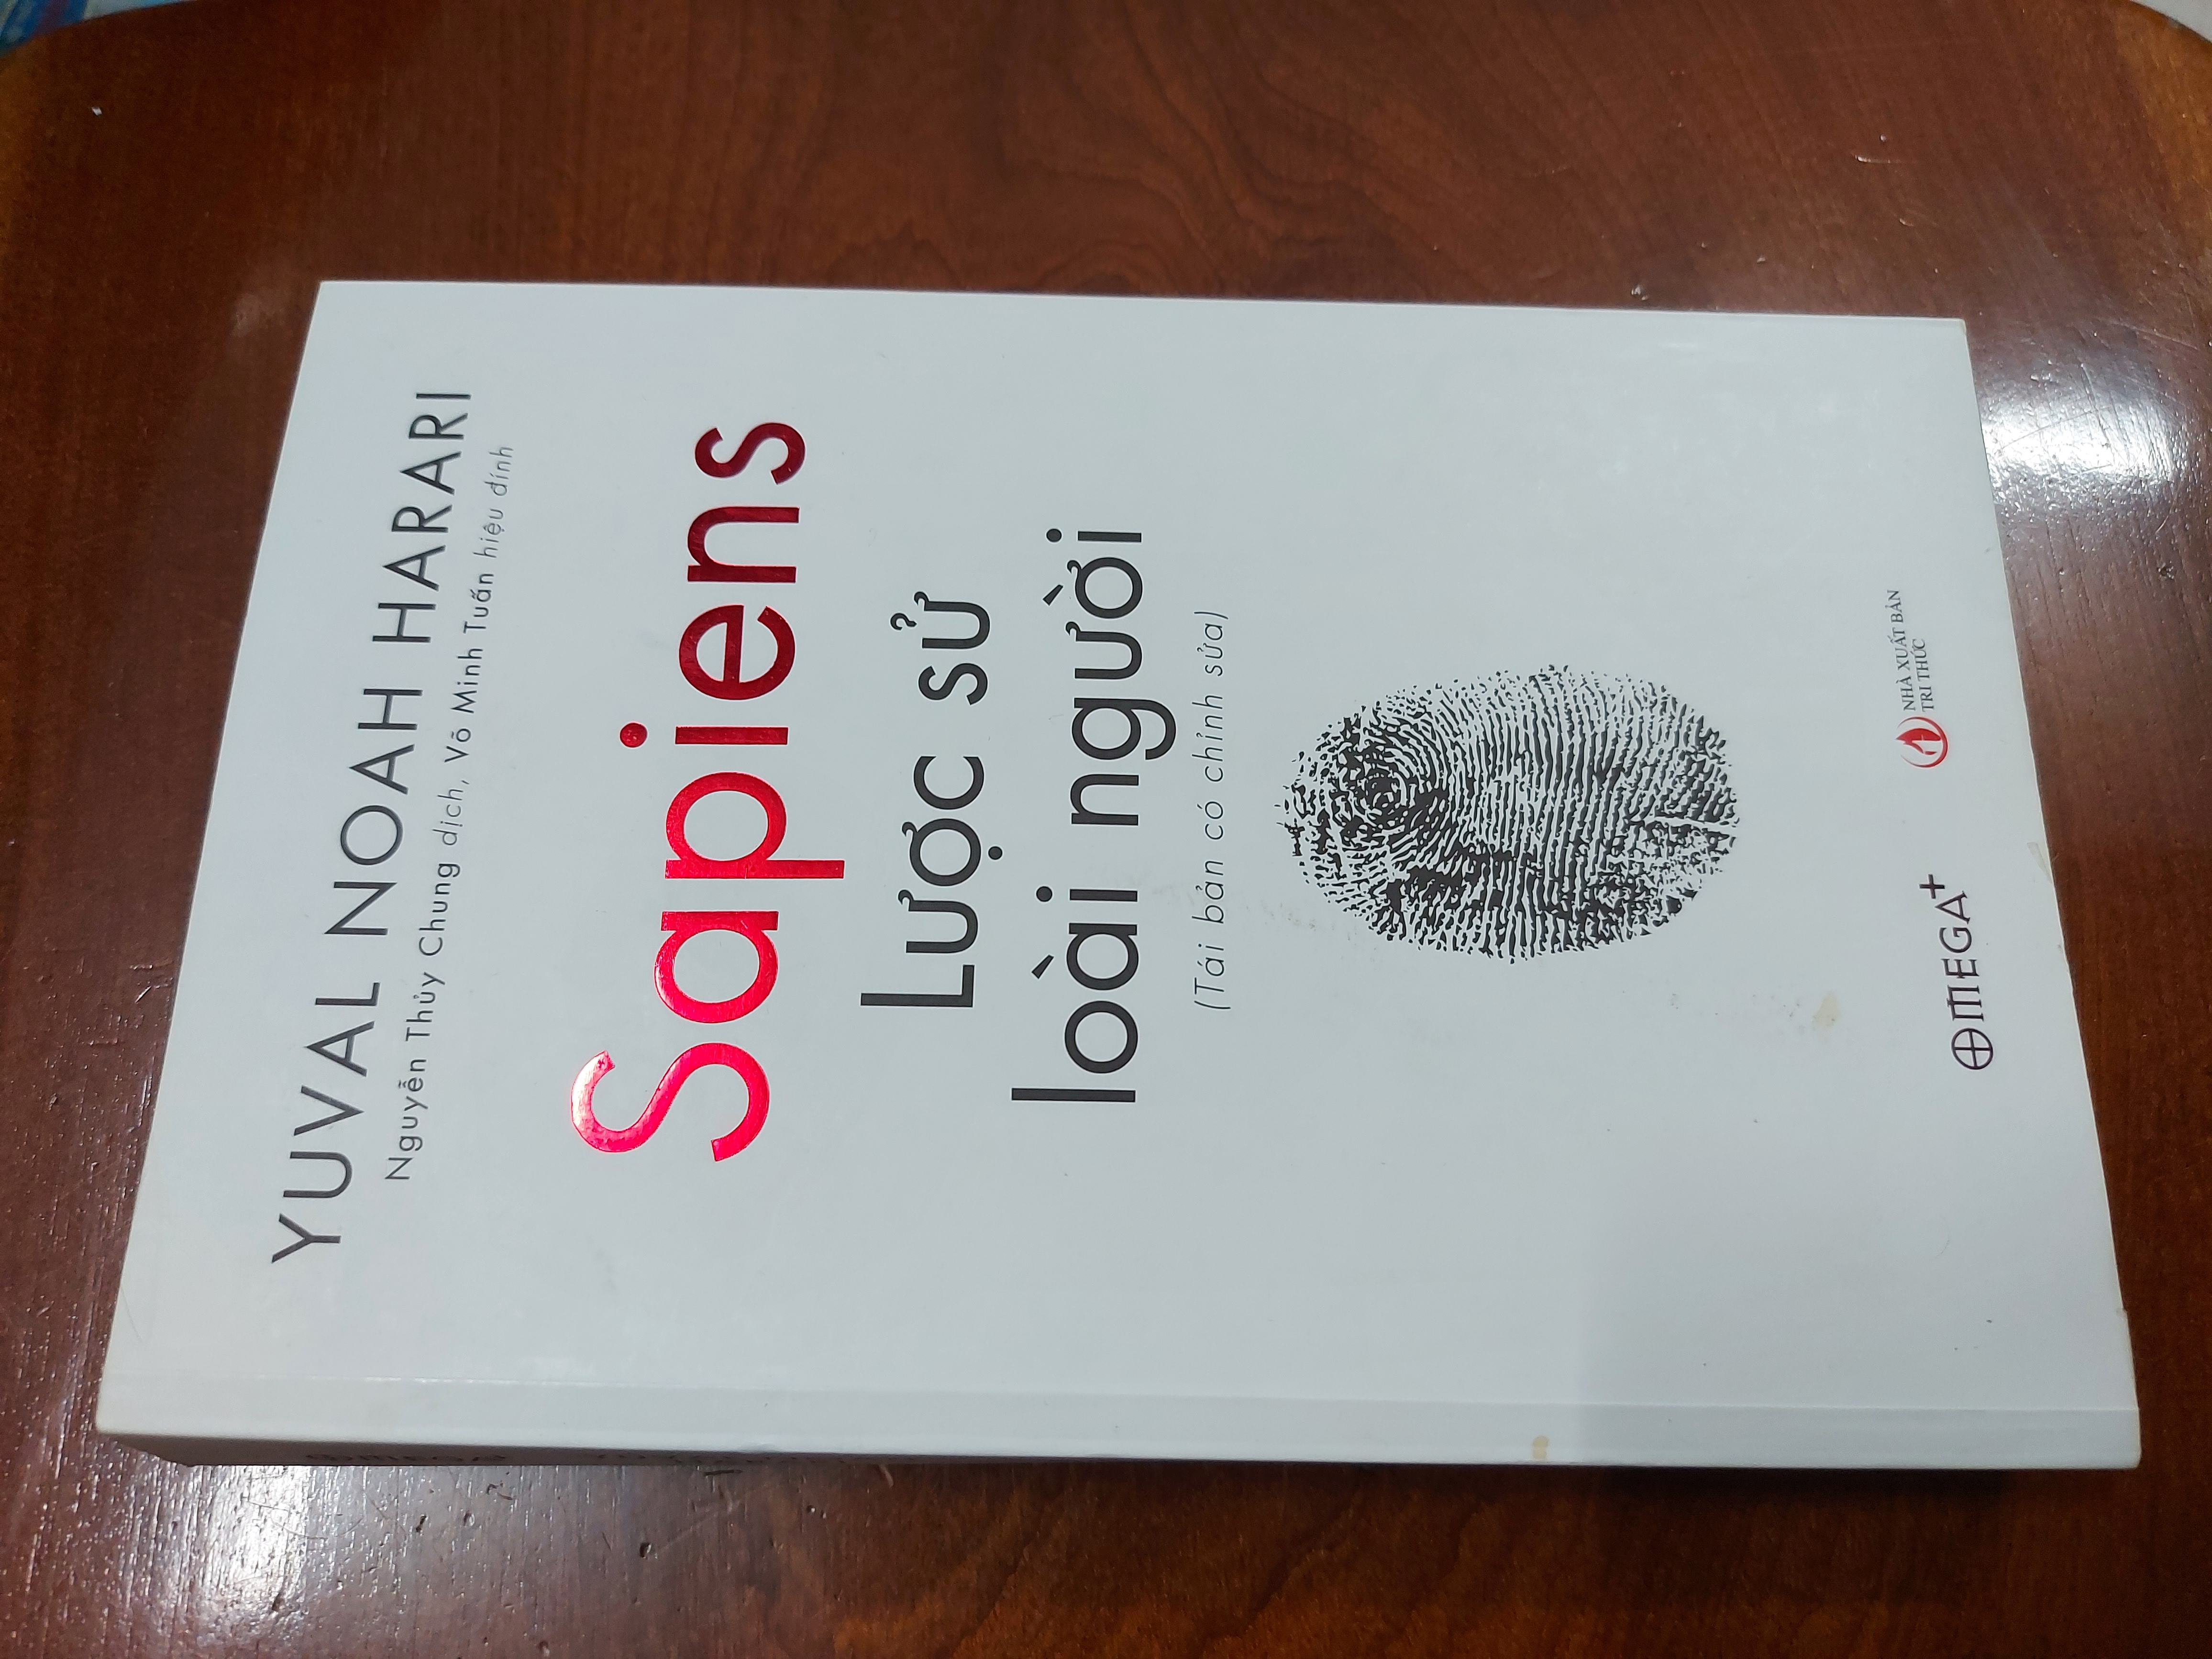 YUVAL NOAH HARARI
Nguyễn Thủy Chung dịch, Võ Minh Tuấn hiệu đính
Sapiens
Lược sử
loài người
(Tái bản có chỉnh sửa)
OMEGA+
NHÀ XUẤT BẢN
TRI THỨC